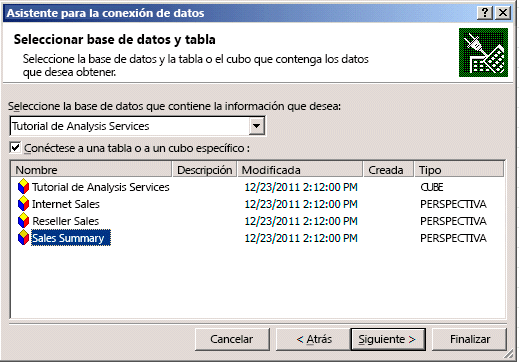 Asistente para la conexión de datos
Seleccionar base de datos y tabla
Seleccione la base de datos y la tabla o el cubo que contenga los datos
que desea obtener.
Seleccione la base de datos que contiene la información que desea:
Tutorial de Analysis Services
Conéctese a una tabla o a un cubo específico :
Nombre Descripción Modificada Creada Tipo
Tutorial de Analysis Services 12/23/2011 2:12:00 PM CUBE
Internet Sales 12/23/2011 2:12:00 PM PERSPECTIVA
Reseller Sales 12/23/2011 2:12:00 PM PERSPECTIVA
Sales Summary 12/23/2011 2:12:00 PM PERSPECTIVA
Cancelar < Atrás Siguiente > Finalizar